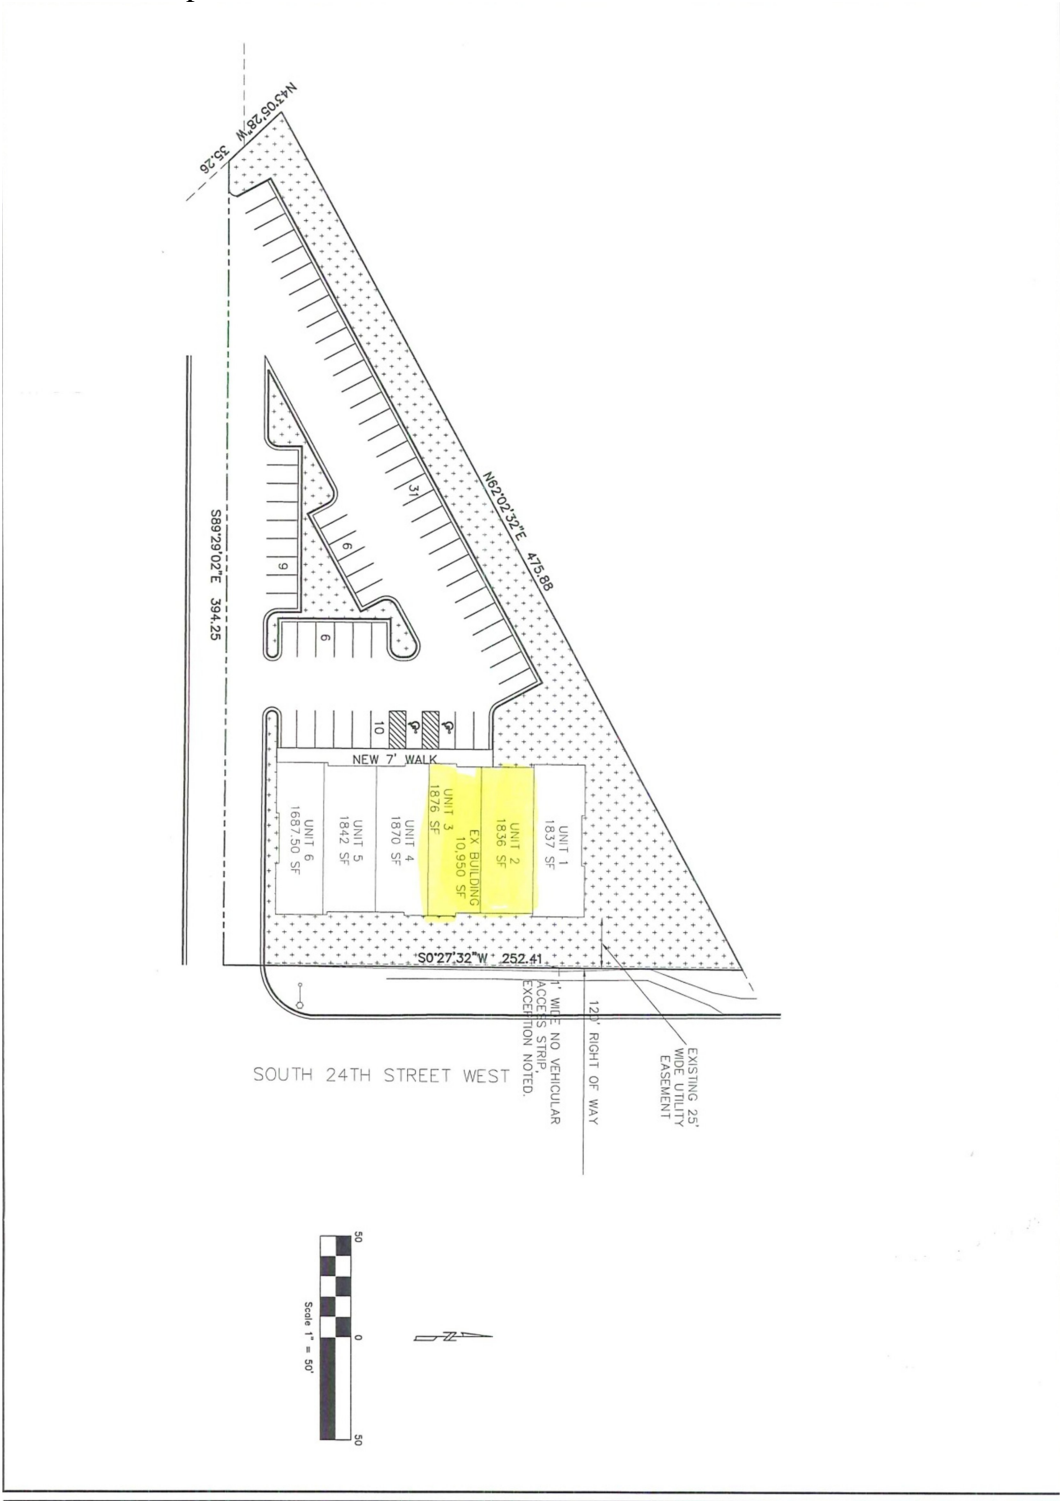 N43°05'28"W
35.26
N62°02'32"E 475.88
31
6
9
S89°29'02"E 394.25
6
10
NEW 7' WALK
UNIT 1
1837 SF
UNIT 2
1836 SF
EX BUILDING
10,950 SF
UNIT 3
1876 SF
UNIT 4
1870 SF
UNIT 5
1842 SF
UNIT 6
1687.50 SF
S0°27'32"W 252.41
1' WIDE NO VEHICULAR
ACCESS STRIP,
EXCEPTION NOTED.
120' RIGHT OF WAY
EXISTING 25'
WIDE UTILITY
EASEMENT
SOUTH 24TH STREET WEST
N
50
0
50
Scale 1" = 50'